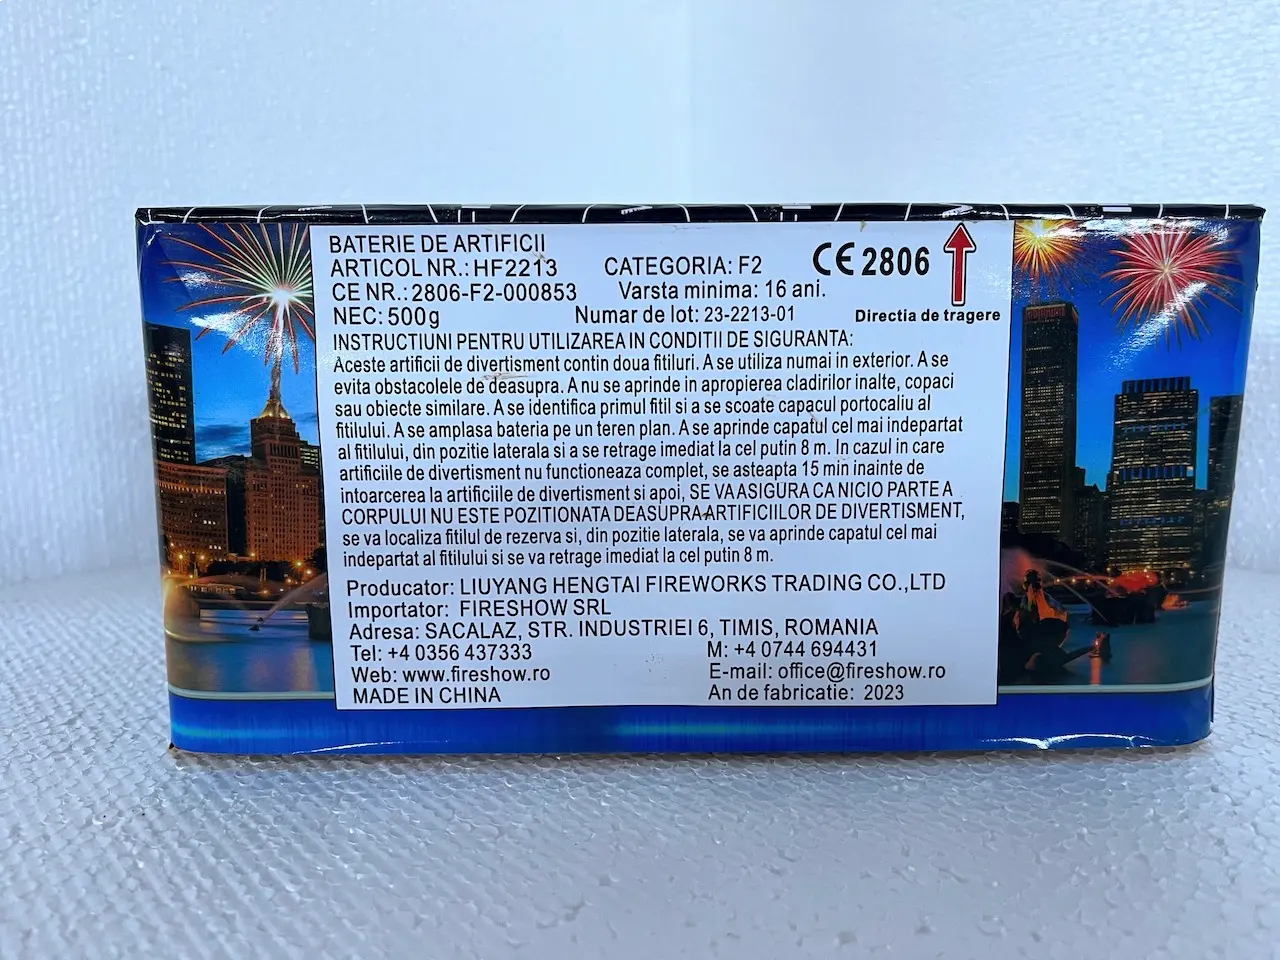 BATERIE DE ARTIFICII
ARTICOL NR.: HF2213 CATEGORIA: F2 CE 2806
CE NR.: 2806-F2-000853 Varsta minima: 16 ani.
NEC: 500g Numar de lot: 23-2213-01 Directia de tragere
INSTRUCTIUNI PENTRU UTILIZAREA IN CONDITII DE SIGURANTA:
Aceste artificii de divertisment contin doua fitiluri. A se utiliza numai in exterior. A se
evita obstacolele de deasupra. A nu se aprinde in apropierea cladirilor inalte, copaci
sau obiecte similare. A se identifica primul fitil si a se scoate capacul portocaliu al
fitilului. A se amplasa bateria pe un teren plan. A se aprinde capatul cel mai indepartat
al fitilului, din pozitie laterala si a se retrage imediat la cel putin 8 m. In cazul in care
artificiile de divertisment nu functioneaza complet, se asteapta 15 min inainte de
intoarcerea la artificiile de divertisment si apoi, SE VA ASIGURA CA NICIO PARTE A
CORPULUI NU ESTE POZITIONATA DEASUPRA ARTIFICIILOR DE DIVERTISMENT,
se va localiza fitilul de rezerva si, din pozitie laterala, se va aprinde capatul cel mai
indepartat al fitilului si se va retrage imediat la cel putin 8 m.
Producator: LIUYANG HENGTAI FIREWORKS TRADING CO.,LTD
Importator: FIRESHOW SRL
Adresa: SACALAZ, STR. INDUSTRIEI 6, TIMIS, ROMANIA
Tel: +4 0356 437333 M: +4 0744 694431
Web: www.fireshow.ro E-mail: office@fireshow.ro
MADE IN CHINA An de fabricatie: 2023